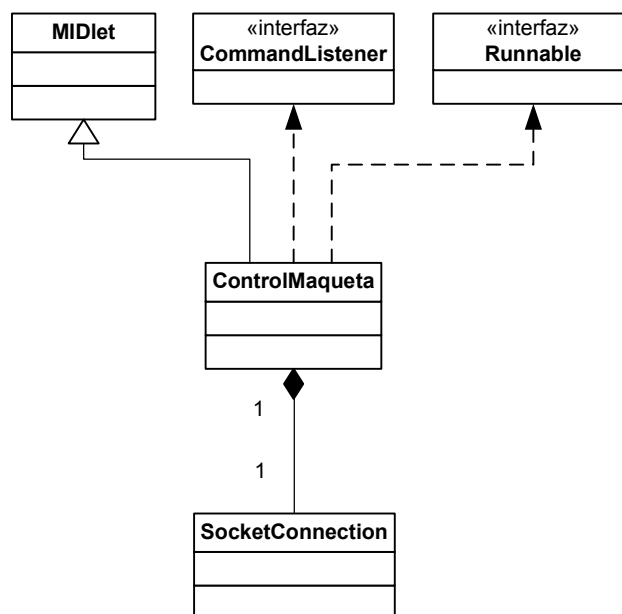 MIDlet
«interfaz»
CommandListener
«interfaz»
Runnable
ControlMaqueta
1
1
SocketConnection